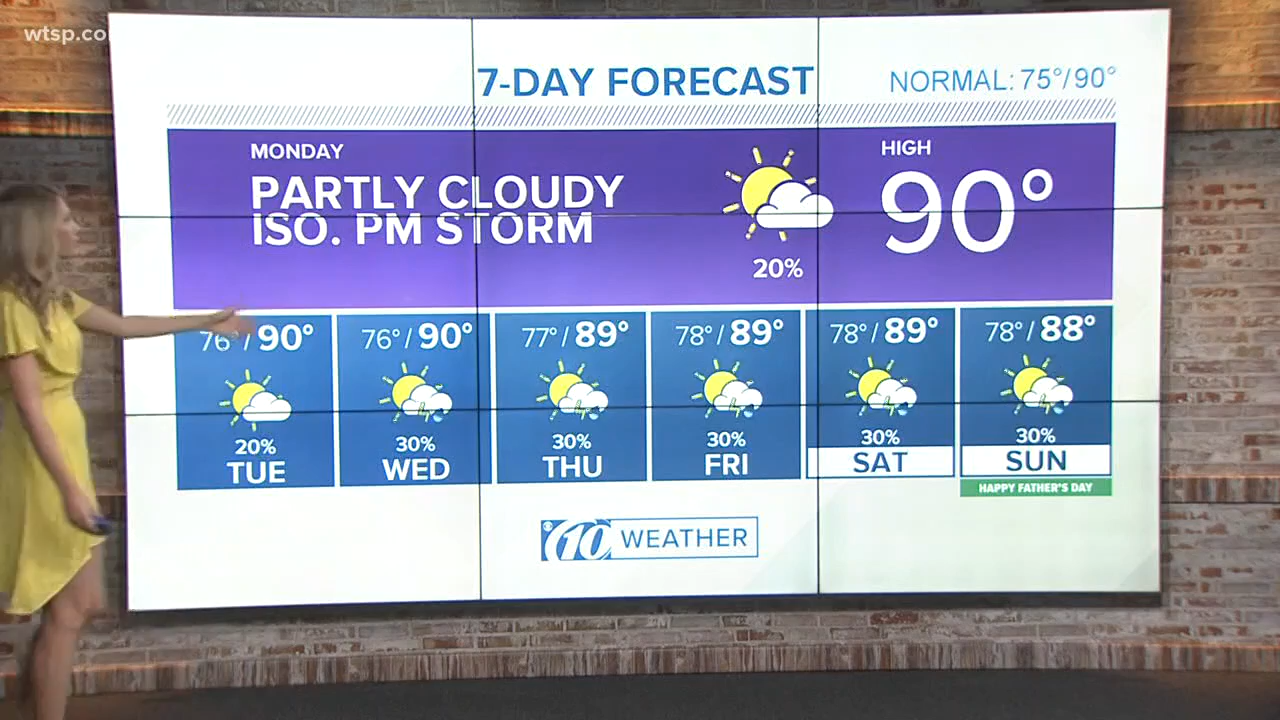 wtsp.co
7-DAY FORECAST
NORMAL: 75°/90°
MONDAY
PARTLY CLOUDY
ISO. PM STORM
20%
HIGH
90°
76°/90°
20%
TUE
76°/90°
30%
WED
77°/89°
30%
THU
78°/89°
30%
FRI
78°/89°
30%
SAT
78°/88°
30%
SUN
HAPPY FATHER'S DAY
10 WEATHER